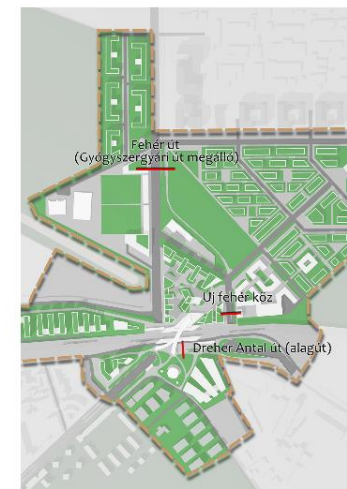 Fehér út
(Gyógyszergyári út megálló)
Új fehér köz
Dreher Antal út (alagút)